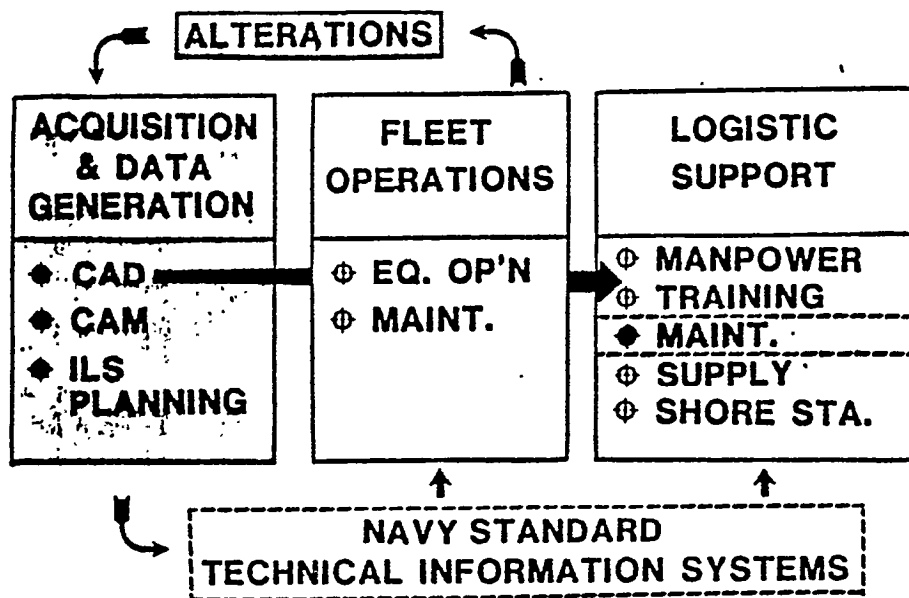 ALTERATIONS
ACQUISITION
& DATA
GENERATION
CAD
CAM
ILS
PLANNING
FLEET
OPERATIONS
EQ. OP'N
MAINT.
LOGISTIC
SUPPORT
MANPOWER
TRAINING
MAINT.
SUPPLY
SHORE STA.
NAVY STANDARD
TECHNICAL INFORMATION SYSTEMS